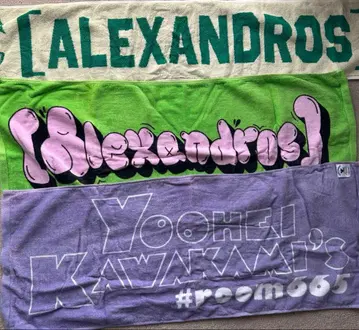 [ALEXANDROS]
[Alexandros]
YOOHEI
KAWAKAMI's
#room665